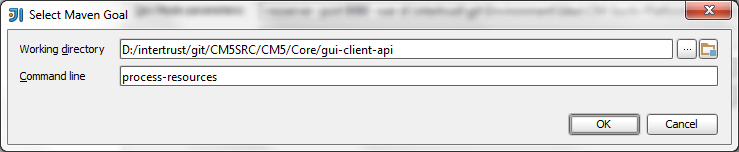 Select Maven Goal
Working directory D:/intertrust/git/CM5SRC/CM5/Core/gui-client-api ...
Command line process-resources
OK Cancel